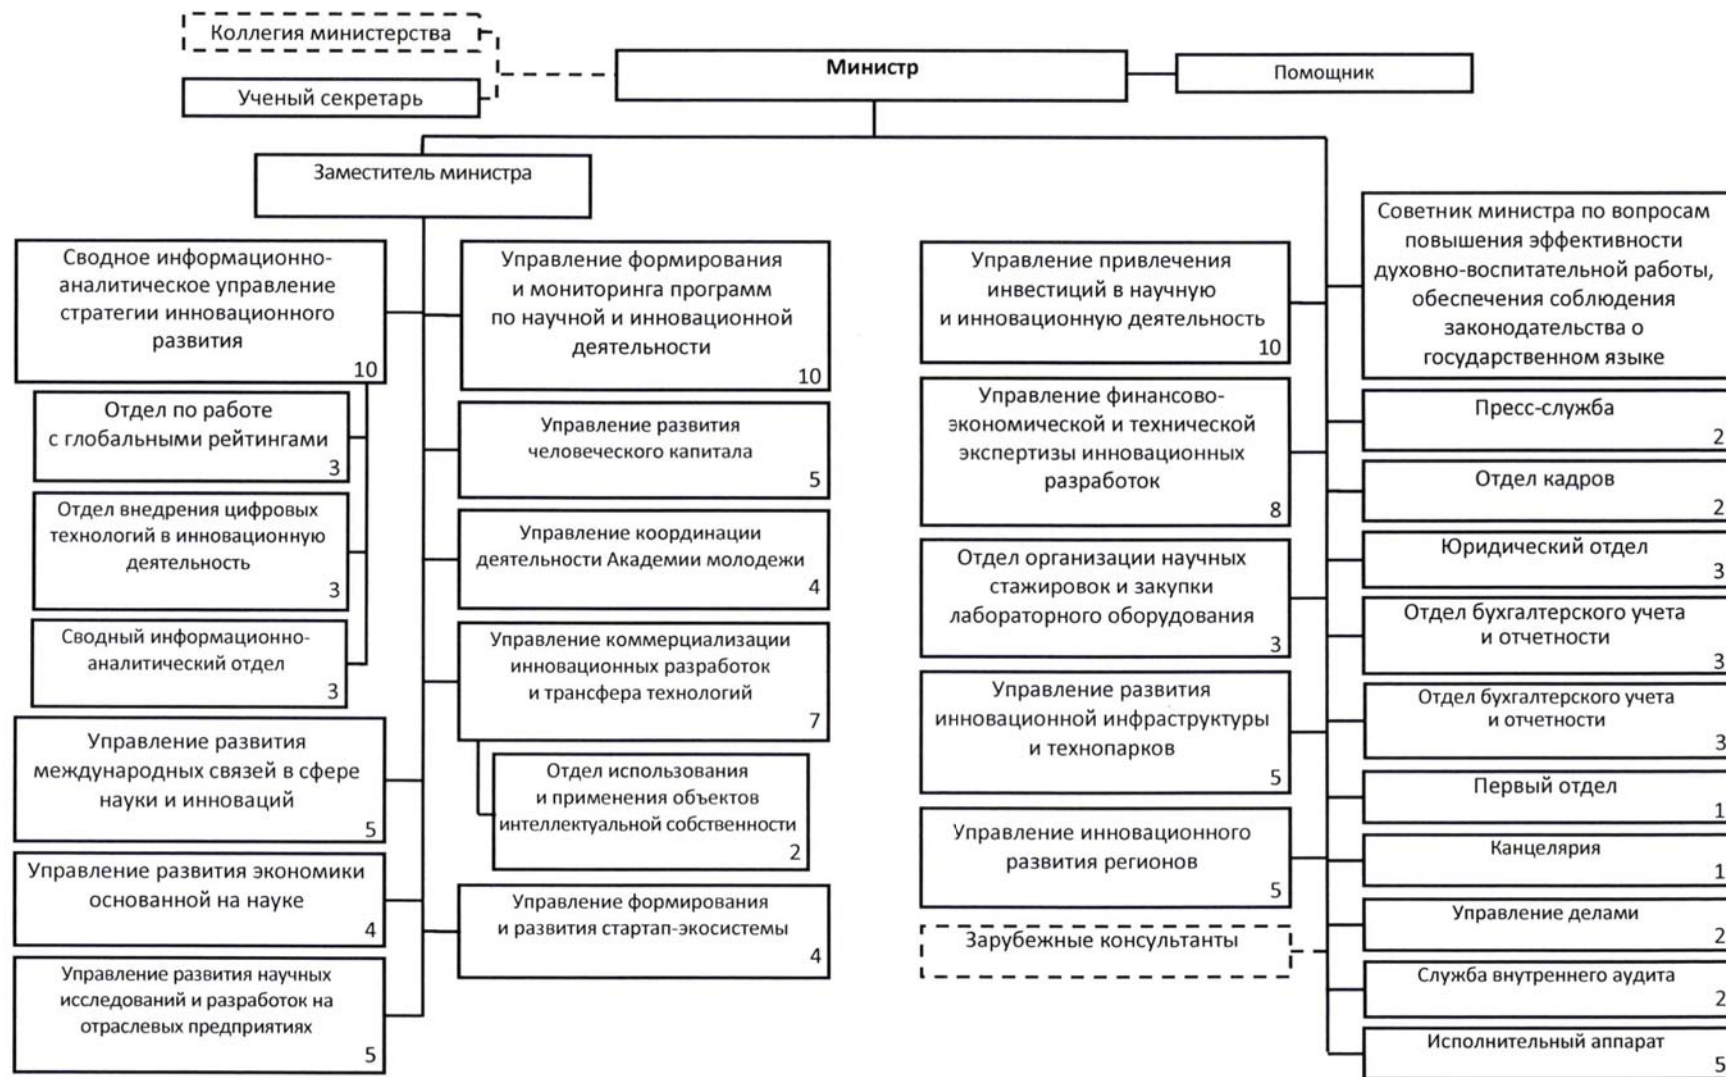 Коллегия министерства
Ученый секретарь
Министр
Помощник
Заместитель министра
Сводное информационно-
аналитическое управление
стратегии инновационного
развития
10
Отдел по работе
с глобальными рейтингами
3
Отдел внедрения цифровых
технологий в инновационную
деятельность
3
Сводный информационно-
аналитический отдел
3
Управление развития
международных связей в сфере
науки и инноваций
5
Управление развития экономики
основанной на науке
4
Управление развития научных
исследований и разработок на
отраслевых предприятиях
5
Управление формирования
и мониторинга программ
по научной и инновационной
деятельности
10
Управление развития
человеческого капитала
5
Управление координации
деятельности Академии молодежи
4
Управление коммерциализации
инновационных разработок
и трансфера технологий
7
Отдел использования
и применения объектов
интеллектуальной собственности
2
Управление формирования
и развития стартап-экосистемы
4
Управление привлечения
инвестиций в научную
и инновационную деятельность
10
Управление финансово-
экономической и технической
экспертизы инновационных
разработок
8
Отдел организации научных
стажировок и закупки
лабораторного оборудования
3
Управление развития
инновационной инфраструктуры
и технопарков
5
Управление инновационного
развития регионов
5
Зарубежные консультанты
Советник министра по вопросам
повышения эффективности
духовно-воспитательной работы,
обеспечения соблюдения
законодательства о
государственном языке
Пресс-служба
2
Отдел кадров
2
Юридический отдел
3
Отдел бухгалтерского учета
и отчетности
3
Отдел бухгалтерского учета
и отчетности
3
Первый отдел
1
Канцелярия
1
Управление делами
2
Служба внутреннего аудита
2
Исполнительный аппарат
5